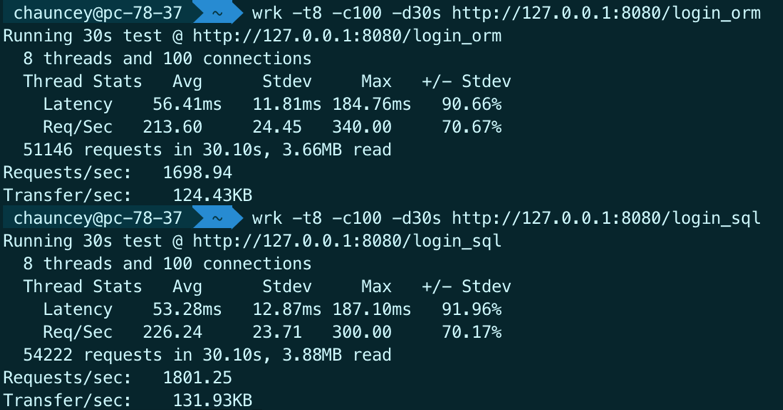 chauncey@pc-78-37 ~ wrk -t8 -c100 -d30s http://127.0.0.1:8080/login_orm
Running 30s test @ http://127.0.0.1:8080/login_orm
  8 threads and 100 connections
  Thread Stats   Avg      Stdev     Max   +/- Stdev
    Latency    56.41ms   11.81ms 184.76ms   90.66%
    Req/Sec   213.60     24.45   340.00     70.67%
  51146 requests in 30.10s, 3.66MB read
Requests/sec:   1698.94
Transfer/sec:    124.43KB
chauncey@pc-78-37 ~ wrk -t8 -c100 -d30s http://127.0.0.1:8080/login_sql
Running 30s test @ http://127.0.0.1:8080/login_sql
  8 threads and 100 connections
  Thread Stats   Avg      Stdev     Max   +/- Stdev
    Latency    53.28ms   12.87ms 187.10ms   91.96%
    Req/Sec   226.24     23.71   300.00     70.17%
  54222 requests in 30.10s, 3.88MB read
Requests/sec:   1801.25
Transfer/sec:    131.93KB